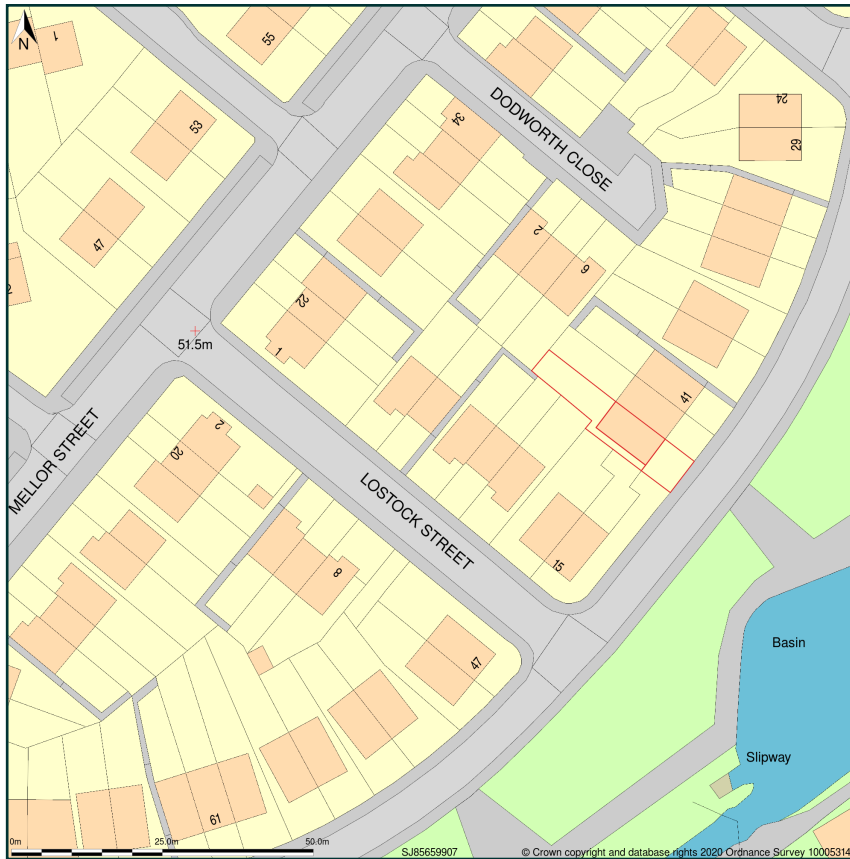 1
N
55
53
47
34
DODWORTH CLOSE
24
29
2
6
22
1
51.5m
41
MELLOR STREET
2
20
LOSTOCK STREET
15
8
47
61
Basin
Slipway
0m
25.0m
50.0m
SJ85659907
© Crown copyright and database rights 2020 Ordnance Survey 10005314